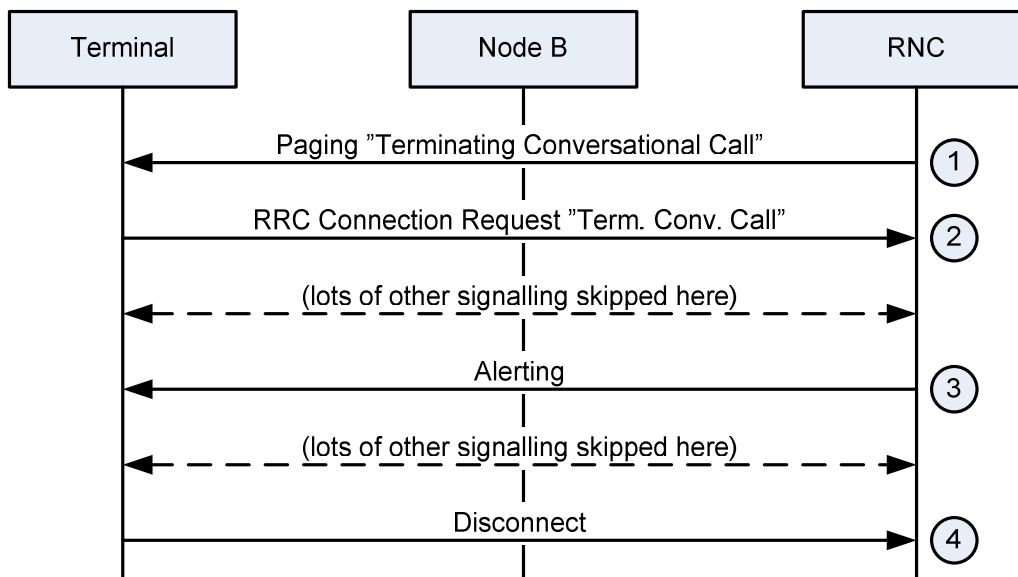 Terminal
Node B
RNC
Paging ”Terminating Conversational Call”
1
RRC Connection Request ”Term. Conv. Call”
2
(lots of other signalling skipped here)
Alerting
3
(lots of other signalling skipped here)
Disconnect
4